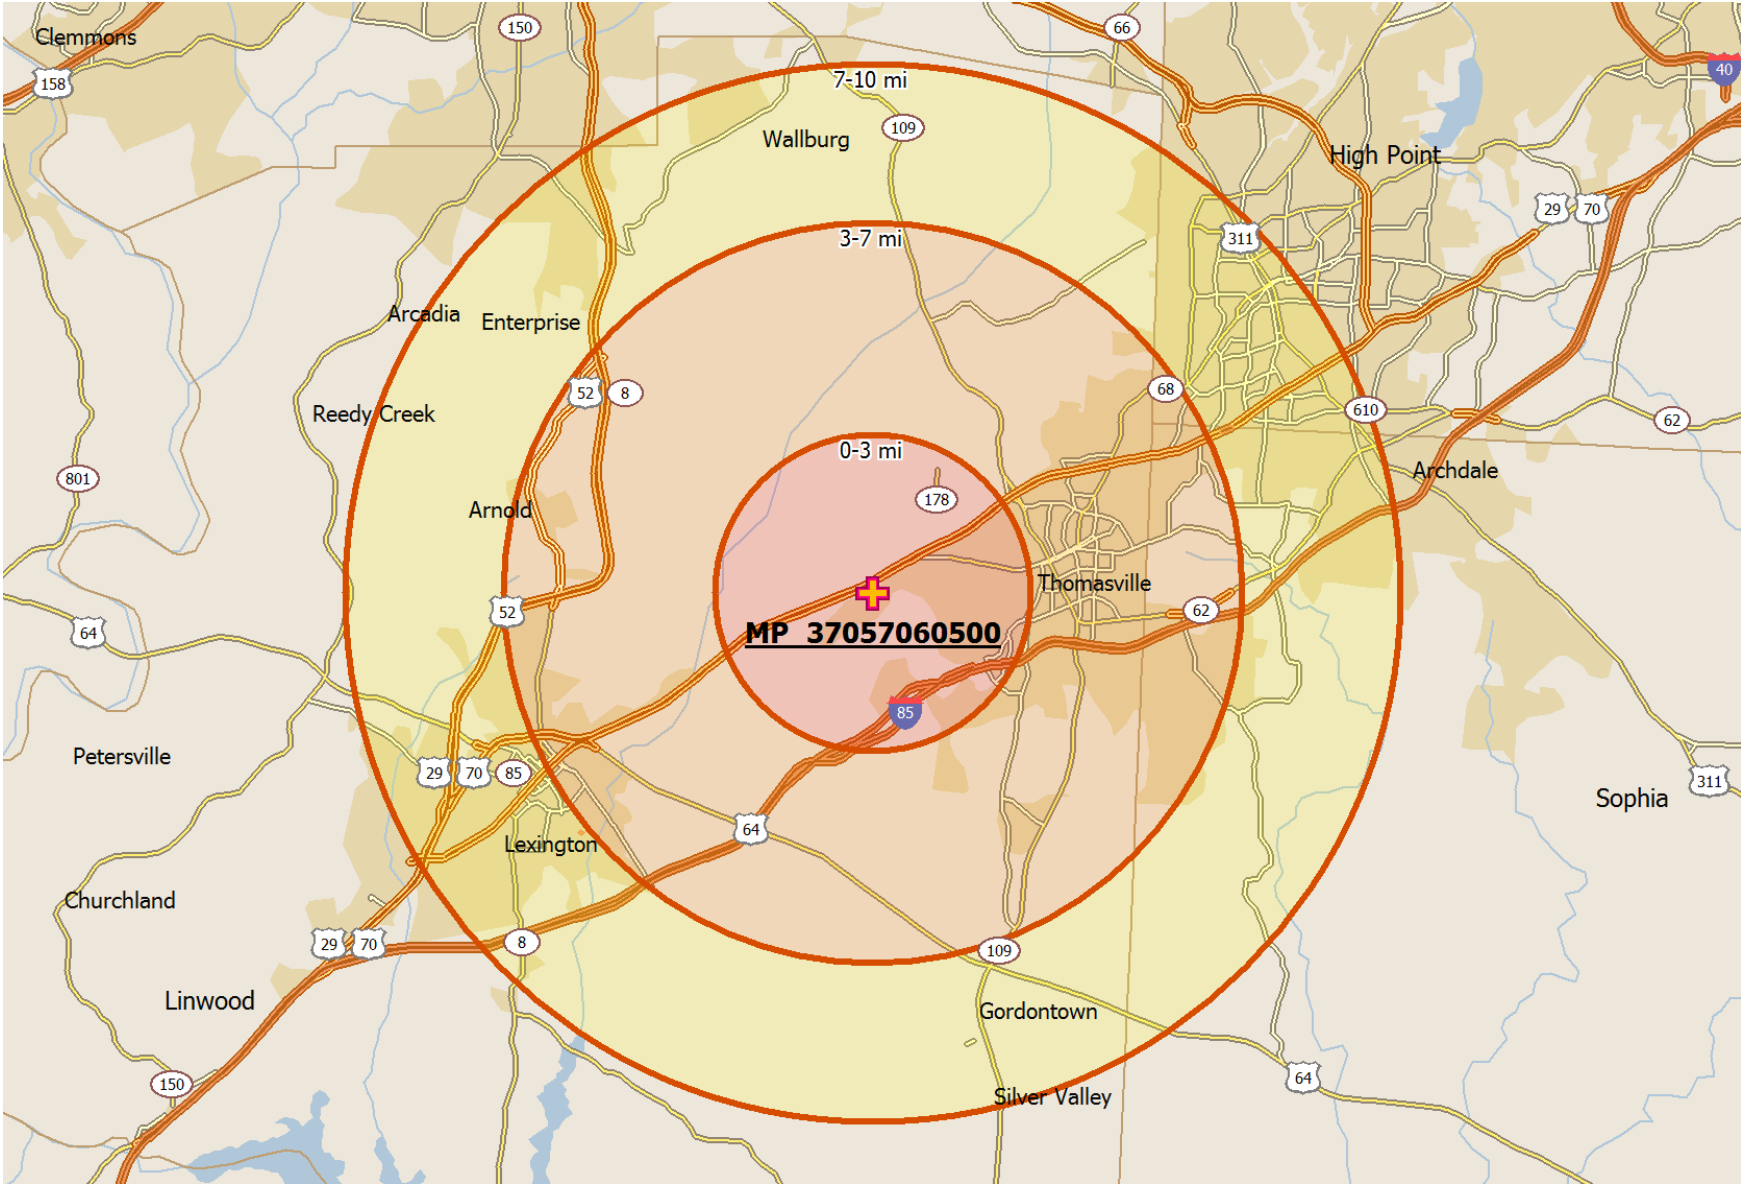 Clemmons
150
66
158
7-10 mi
40
109
Wallburg
High Point
29
70
3-7 mi
311
Arcadia
Enterprise
52
8
68
Reedy Creek
610
62
0-3 mi
801
178
Archdale
Arnold
Thomasville
52
62
64
MP_37057060500
85
Petersville
29
70
85
311
Sophia
64
Lexington
Churchland
29
70
8
109
Linwood
Gordontown
150
64
Silver Valley